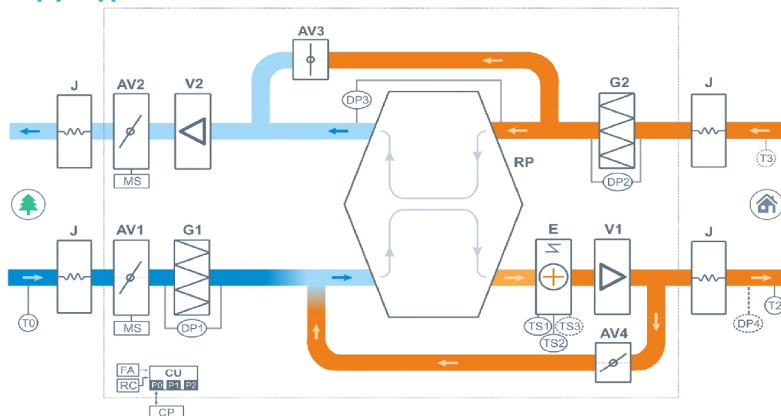 AV3
J
AV2
V2
DP3
G2
J
RP
MS
DP2
T3
J
AV1
G1
E
V1
J
T0
MS
DP1
TS1
TS3
TS2
AV4
DP4
T2
FA
CU
RC
P0 P1 P2
CP